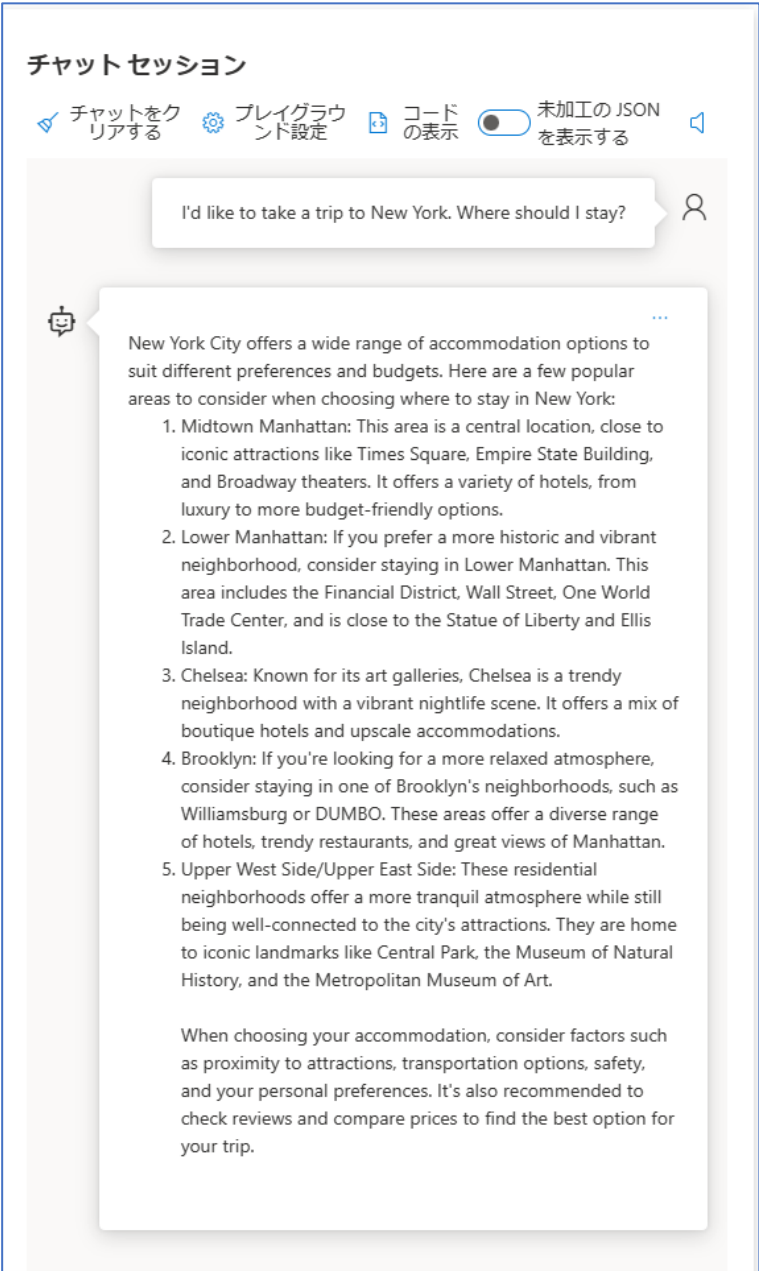 チャット セッション
チャットをク
リアする
プレイグラウ
ンド設定
コード
の表示
未加工の JSON
を表示する
I'd like to take a trip to New York. Where should I stay?
...
New York City offers a wide range of accommodation options to
suit different preferences and budgets. Here are a few popular
areas to consider when choosing where to stay in New York:
1. Midtown Manhattan: This area is a central location, close to
iconic attractions like Times Square, Empire State Building,
and Broadway theaters. It offers a variety of hotels, from
luxury to more budget-friendly options.
2. Lower Manhattan: If you prefer a more historic and vibrant
neighborhood, consider staying in Lower Manhattan. This
area includes the Financial District, Wall Street, One World
Trade Center, and is close to the Statue of Liberty and Ellis
Island.
3. Chelsea: Known for its art galleries, Chelsea is a trendy
neighborhood with a vibrant nightlife scene. It offers a mix of
boutique hotels and upscale accommodations.
4. Brooklyn: If you're looking for a more relaxed atmosphere,
consider staying in one of Brooklyn's neighborhoods, such as
Williamsburg or DUMBO. These areas offer a diverse range
of hotels, trendy restaurants, and great views of Manhattan.
5. Upper West Side/Upper East Side: These residential
neighborhoods offer a more tranquil atmosphere while still
being well-connected to the city's attractions. They are home
to iconic landmarks like Central Park, the Museum of Natural
History, and the Metropolitan Museum of Art.
When choosing your accommodation, consider factors such
as proximity to attractions, transportation options, safety,
and your personal preferences. It's also recommended to
check reviews and compare prices to find the best option for
your trip.